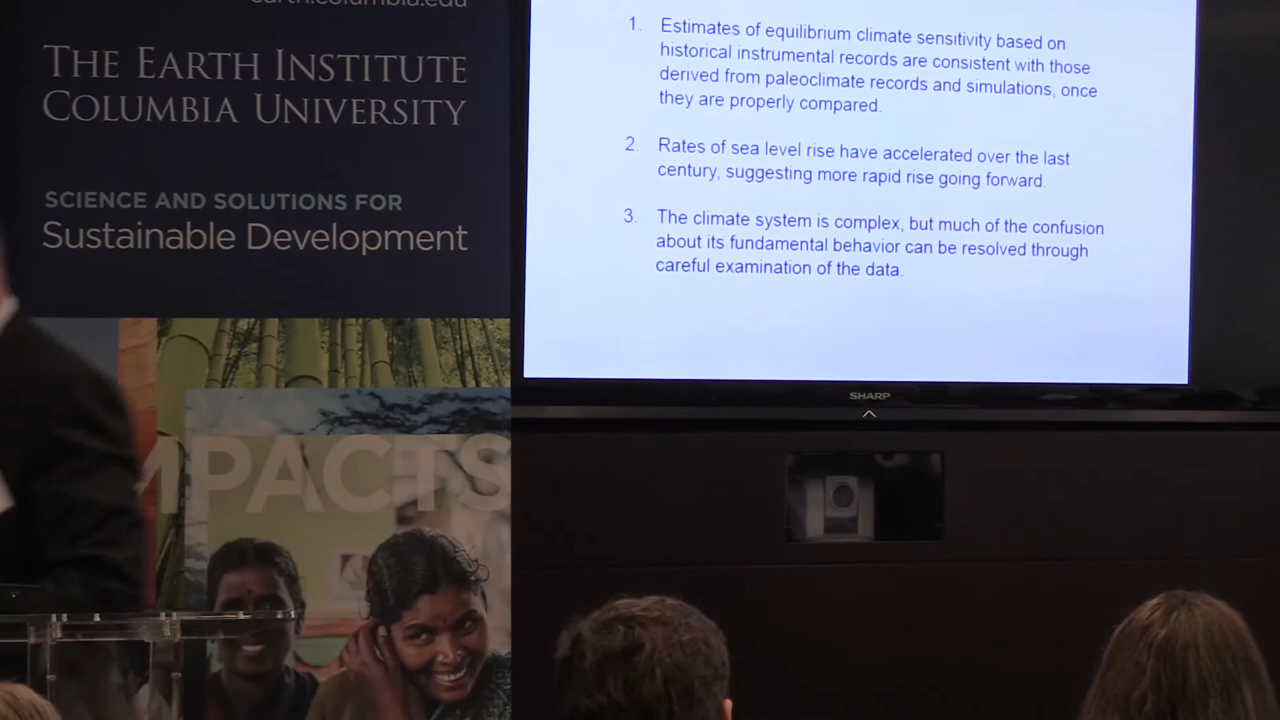 earth.columbia.edu
THE EARTH INSTITUTE
COLUMBIA UNIVERSITY
SCIENCE AND SOLUTIONS FOR
Sustainable Development
MPACTS
1. Estimates of equilibrium climate sensitivity based on
historical instrumental records are consistent with those
derived from paleoclimate records and simulations, once
they are properly compared.
2. Rates of sea level rise have accelerated over the last
century, suggesting more rapid rise going forward.
3. The climate system is complex, but much of the confusion
about its fundamental behavior can be resolved through
careful examination of the data.
SHARP